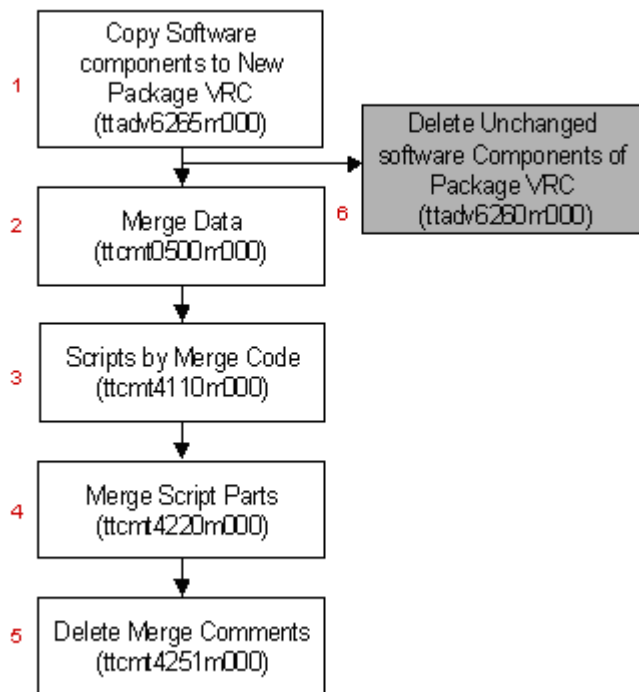 1
Copy Software
components to New
Package VRC
(ttadv6265m000)
Delete Unchanged
software Components of
Package VRC
(ttadv6260m000)
6
2
Merge Data
(ttcmt0500m000)
3
Scripts by Merge Code
(ttcmt4110m000)
4
Merge Script Parts
(ttcmt4220m000)
5
Delete Merge Comments
(ttcmt4251m000)